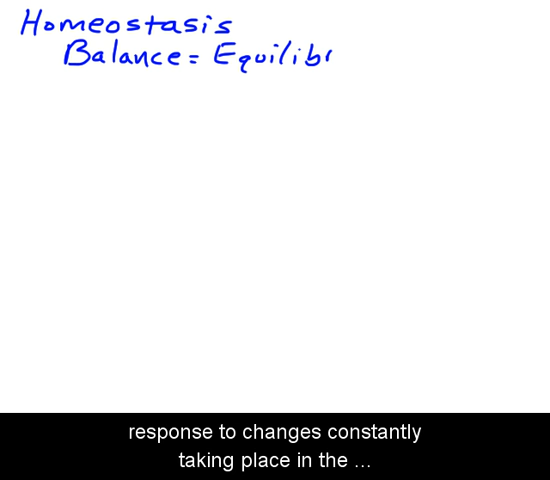 Homeostasis
Balance = Equilibr
response to changes constantly
taking place in the ...